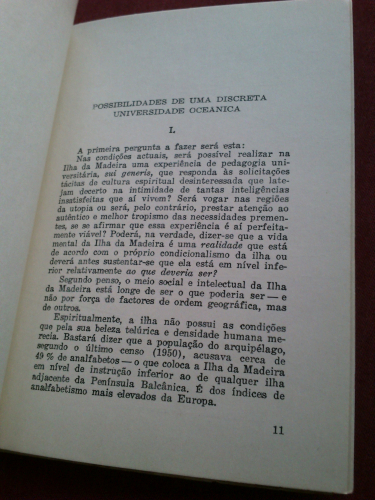 POSSIBILIDADES DE UMA DISCRETA
UNIVERSIDADE OCEANICA
I.
A primeira pergunta a fazer será esta:
Nas condições actuais, será possível realizar na
Ilha da Madeira uma experiência de pedagogia uni-
versitária, sui generis, que responda às solicitações
tácitas de cultura espiritual desinteressada que late-
jam decerto na intimidade de tantas inteligências
insatisfeitas que aí vivem? Será vogar nas regiões
da utopia ou será, pelo contrário, prestar atenção ao
autêntico e melhor tropismo das necessidades premen-
tes, se se afirmar que essa experiência é perfeita-
mente viável? Poderá, na verdade, dizer-se que a vida
mental da Ilha da Madeira é uma realidade que está
de acordo com o próprio condicionalismo da ilha ou
deverá antes sustentar-se que ela está em nível infe-
rior relativamente ao que deveria ser?
Segundo penso, o meio social e intelectual da Ilha
da Madeira está longe de ser o que poderia ser — e
não por força de factores de ordem geográfica, mas
de outros.
Espiritualmente, a ilha não possui as condições
que pela sua beleza telúrica e densidade humana me-
recia. Bastará dizer que a população do arquipélago,
segundo o último censo (1950), acusava cerca de
49 % de analfabetos — o que coloca a Ilha da Madeira
em nível de instrução inferior ao de qualquer ilha
adjacente da Península Balcânica. É dos índices de
analfabetismo mais elevados da Europa.
11